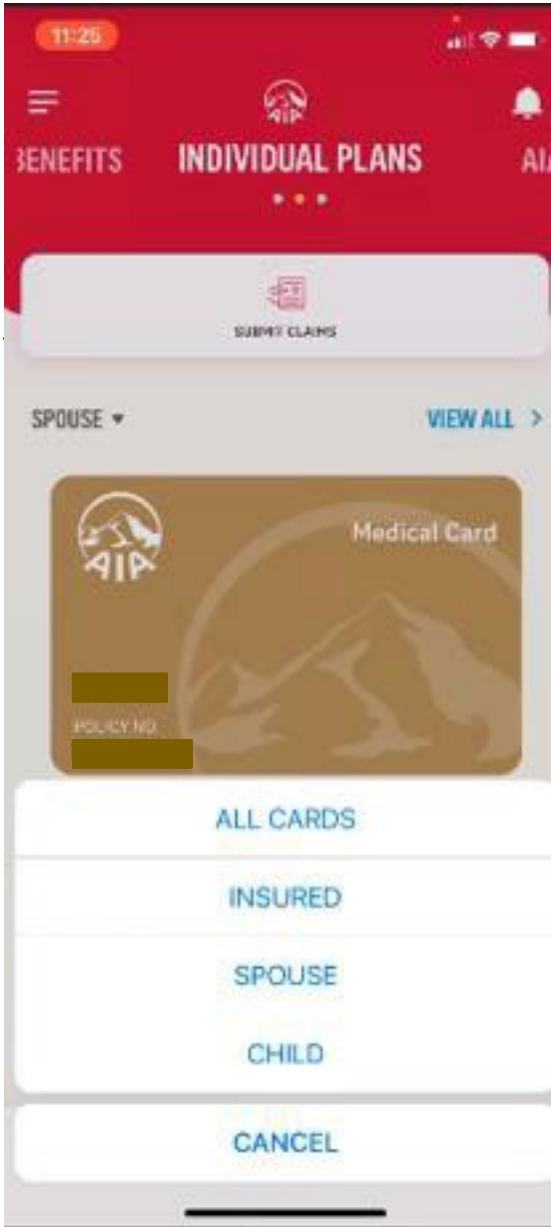 11:25
AIA
BENEFITS INDIVIDUAL PLANS AIA
SUBMIT CLAIMS
SPOUSE ▾ VIEW ALL >
AIA
Medical Card
POLICY NO.
ALL CARDS
INSURED
SPOUSE
CHILD
CANCEL